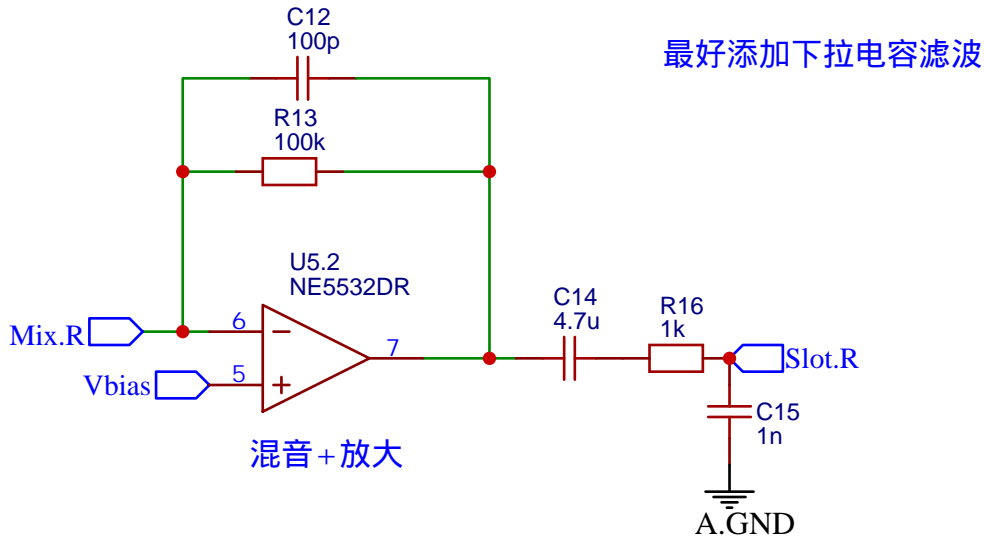 C12
100p
最好添加下拉电容滤波
R13
100k
U5.2
NE5532DR
Mix.R
6
7
Vbias
5
C14
4.7u
R16
1k
Slot.R
C15
1n
混音+放大
A.GND